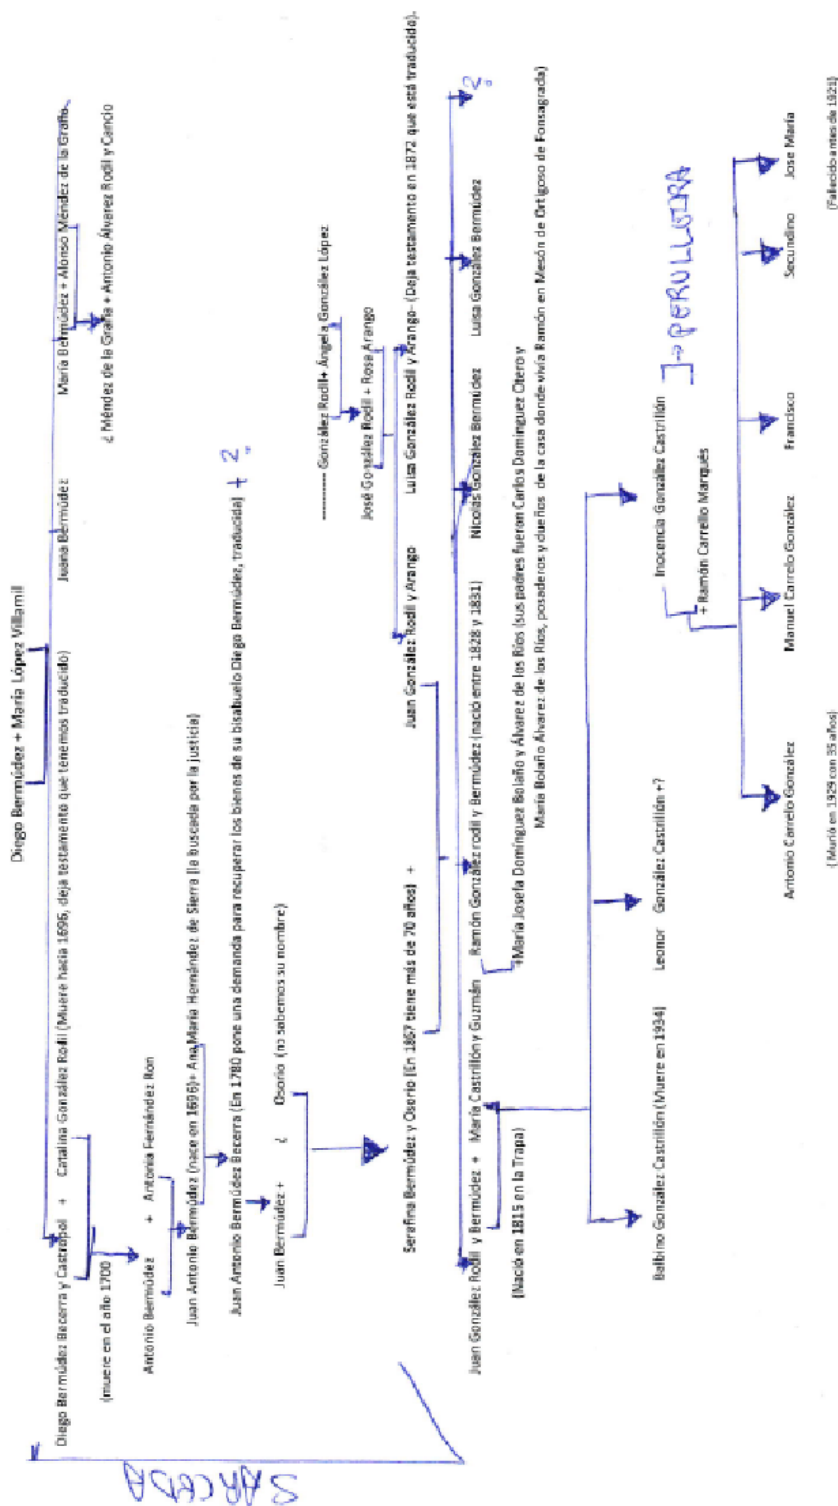 Diego Bermúdez + María López Villamil
Diego Bermúdez Becerra y Castropol + Catalina González Rodil (Muere hacia 1696, deja testamento que tenemos traducido) Juana Bermúdez María Bermúdez + Alonso Méndez de la Graña
(muere en el año 1700
¿ Méndez de la Graña + Antonio Álvarez Rodil y Cancio
Antonio Bermúdez + Antonia Fernández Ron
Juan Antonio Bermúdez (nace en 1696)+ Ana María Hernández de Sierra (la buscada por la justicia)
Juan Antonio Bermúdez Becerra (En 1780 pone una demanda para recuperar los bienes de su bisabuelo Diego Bermúdez, traducida) + ?
Juan Bermúdez + ¿ Osorio (no sabemos su nombre)
------------ González Rodil+ Ángela González López
José González Rodil + Rosa Arango
Serafina Bermúdez y Osorio (En 1867 tiene más de 70 años) + Juan González Rodil y Arango Luisa González Rodil y Arango- (Deja testamento en 1872 que está traducida).
Juan González Rodil y Bermúdez + María Castrillón y Guzmán Ramón González rodil y Bermúdez (nació entre 1828 y 1831) Nicolás González Bermúdez Luisa González Bermúdez ?
(Nació en 1815 en la Trapa)
+María Josefa Domínguez Bolaño y Álvarez de los Ríos (sus padres fueron Carlos Domínguez Otero y
María Bolaño Álvarez de los Ríos, posaderos y dueños de la casa donde vivía Ramón en Mesón de Ortigoso de Fonsagrada)
Balbino González Castrillón (Muere en 1934) Leonor González Castrillón +? Inocencia González Castrillón
+ Ramón Carrello Marqués
PERULLEIRA
Antonio Carrelo González Manuel Carrelo González Francisco Secundino Jose María
(Murió en 1929 con 35 años) (Fallecido antes de 1921)
SARCEDA